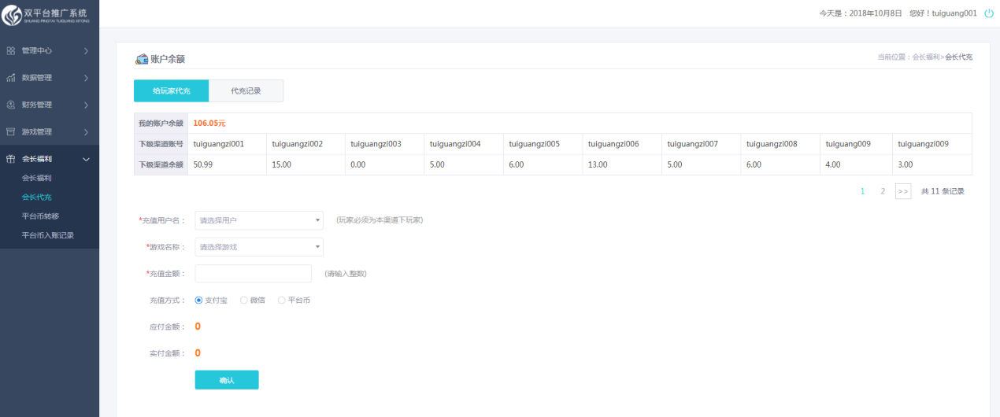 双平台推广系统
SHUANG PINGTAI TUIGUANG XITONG
今天是：2018年10月8日 您好！tuiguang001
管理中心
数据管理
财务管理
游戏管理
会长福利
会长福利
会长代充
平台币转移
平台币入账记录
账户余额
当前位置：会长福利>会长代充
给玩家代充 代充记录
我的账户余额 106.05元
下级渠道账号 tuiguangzi001 tuiguangzi002 tuiguangzi003 tuiguangzi004 tuiguangzi005 tuiguangzi006 tuiguangzi007 tuiguangzi008 tuiguang009 tuiguangzi009
下级渠道余额 50.99 15.00 0.00 5.00 6.00 13.00 5.00 6.00 4.00 3.00
1 2 >> 共 11 条记录
*充值用户名： 请选择用户 (玩家必须为本渠道下玩家)
*游戏名称： 请选择游戏
*充值金额： (请输入整数)
充值方式： 支付宝 微信 平台币
应付金额： 0
实付金额： 0
确认